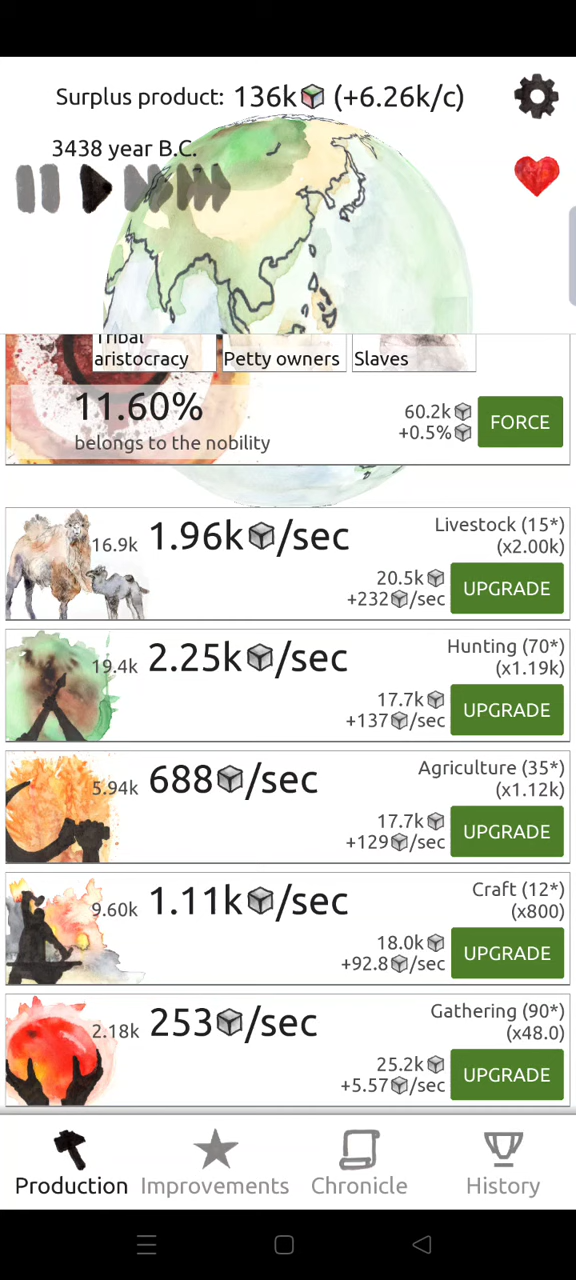 Surplus product: 136k (+6.26k/c)
3438 year B.C.
Tribal
aristocracy
Petty owners
Slaves
11.60%
belongs to the nobility
60.2k
+0.5%
FORCE
16.9k 1.96k/sec
Livestock (15*)
(x2.00k)
20.5k
+232/sec
UPGRADE
19.4k 2.25k/sec
Hunting (70*)
(x1.19k)
17.7k
+137/sec
UPGRADE
5.94k 688/sec
Agriculture (35*)
(x1.12k)
17.7k
+129/sec
UPGRADE
9.60k 1.11k/sec
Craft (12*)
(x800)
18.0k
+92.8/sec
UPGRADE
2.18k 253/sec
Gathering (90*)
(x48.0)
25.2k
+5.57/sec
UPGRADE
Production Improvements Chronicle History